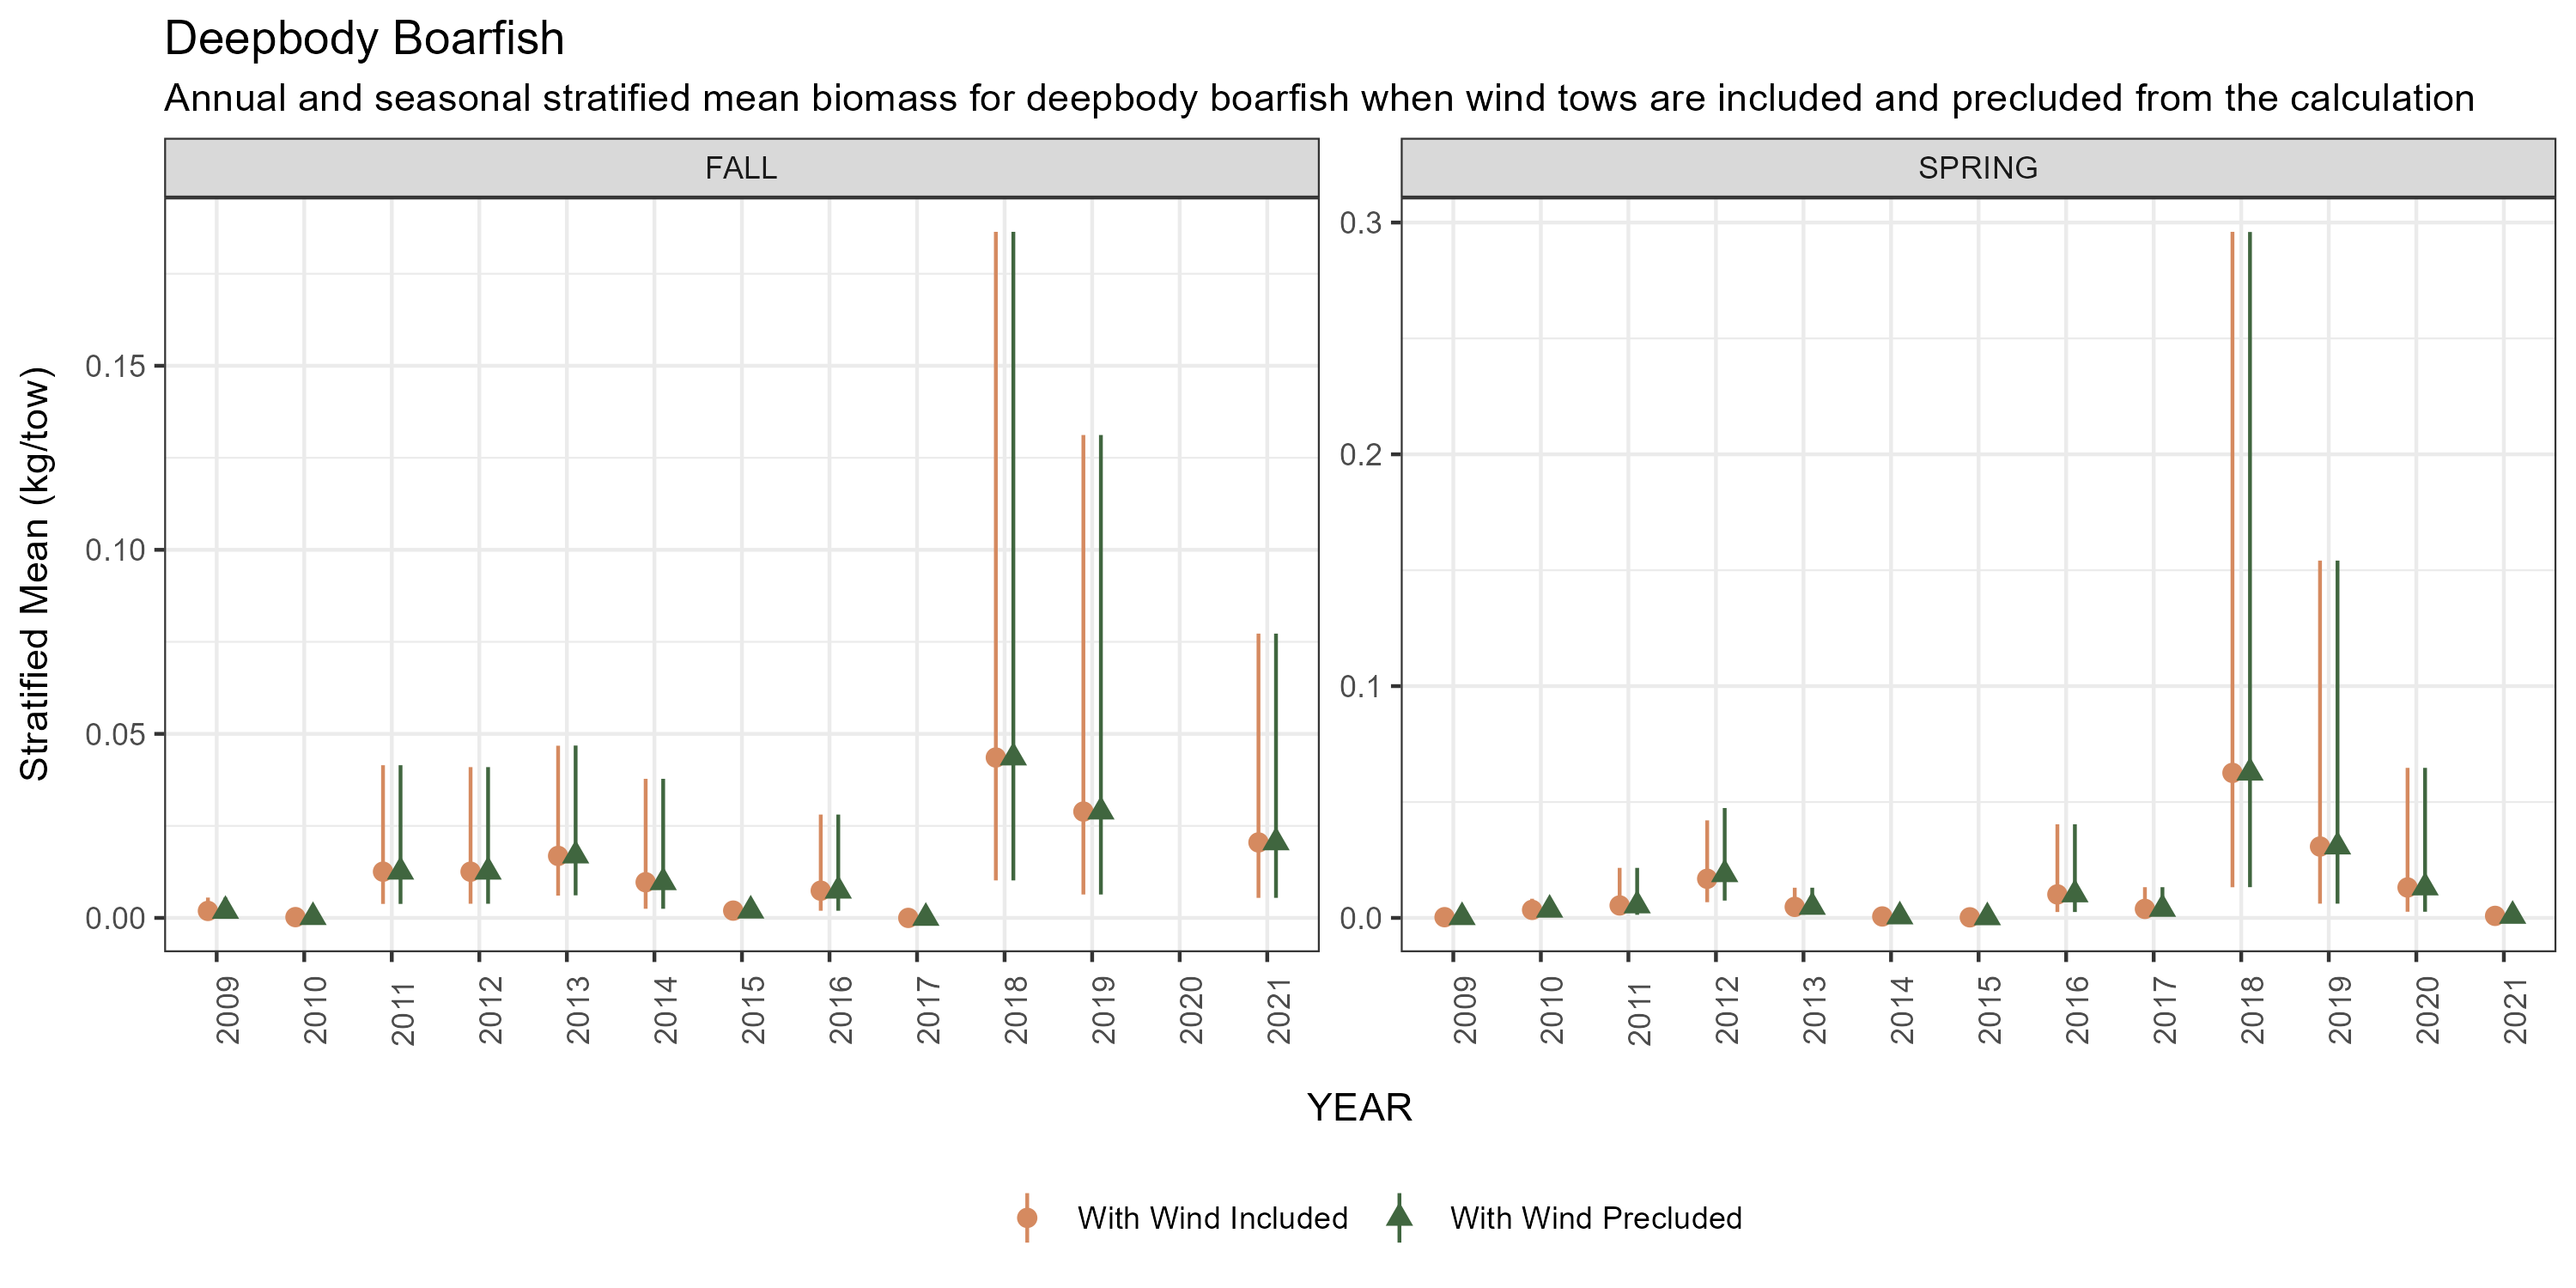 Deepbody Boarfish
Annual and seasonal stratified mean biomass for deepbody boarfish when wind tows are included and precluded from the calculation
FALL
SPRING
Stratified Mean (kg/tow)
0.15
0.10
0.05
0.00
0.3
0.2
0.1
0.0
2009 2010 2011 2012 2013 2014 2015 2016 2017 2018 2019 2020 2021
2009 2010 2011 2012 2013 2014 2015 2016 2017 2018 2019 2020 2021
YEAR
With Wind Included With Wind Precluded